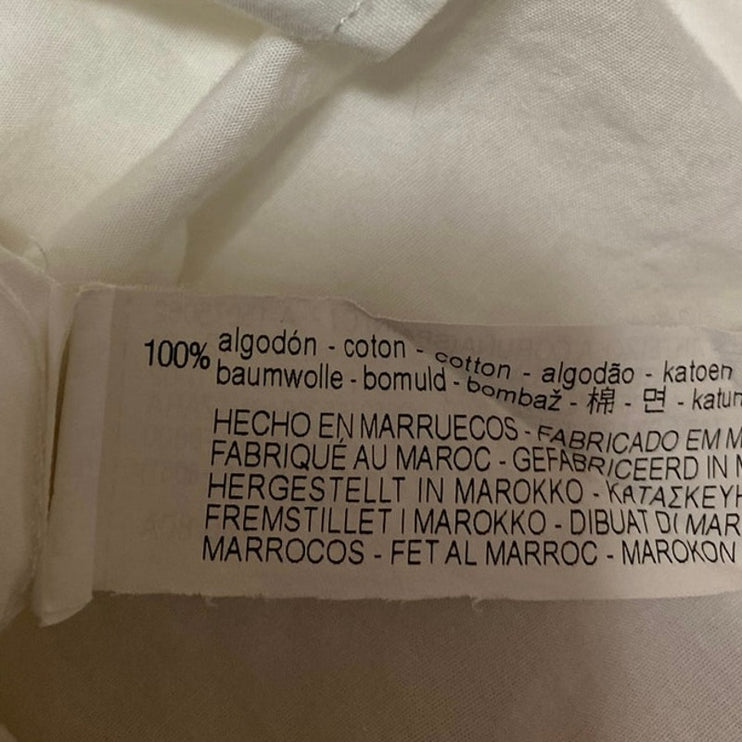 100% algodón - coton - cotton - algodão - katoen
baumwolle - bomuld - bombaž - 棉 - 면 - katun
HECHO EN MARRUECOS - FABRICADO EM M
FABRIQUÉ AU MAROC - GEFABRICEERD IN M
HERGESTELLT IN MAROKKO - ΚΑΤΑΣΚΕΥΗ
FREMSTILLET I MAROKKO - DIBUAT DI MAR
MARROCOS - FET AL MARROC - MAROKON